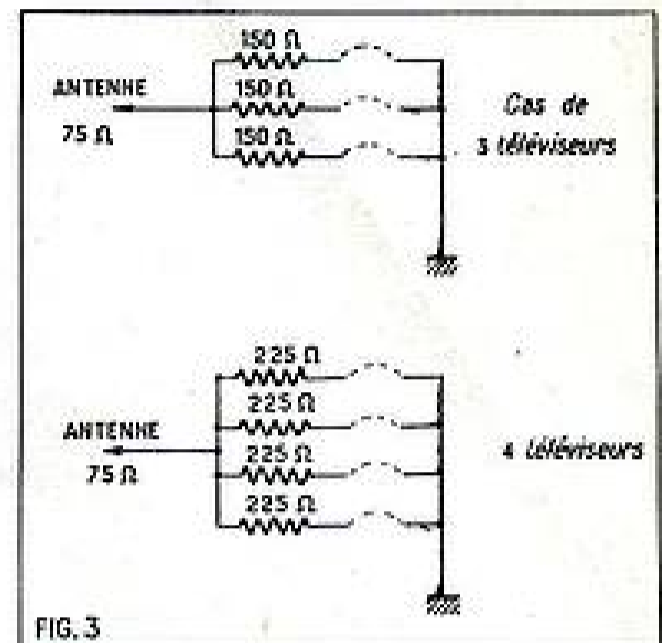 150 Ω
ANTENNE
150 Ω
75 Ω
150 Ω
Cas de
3 téléviseurs
225 Ω
225 Ω
ANTENNE
225 Ω
75 Ω
225 Ω
4 téléviseurs
FIG. 3